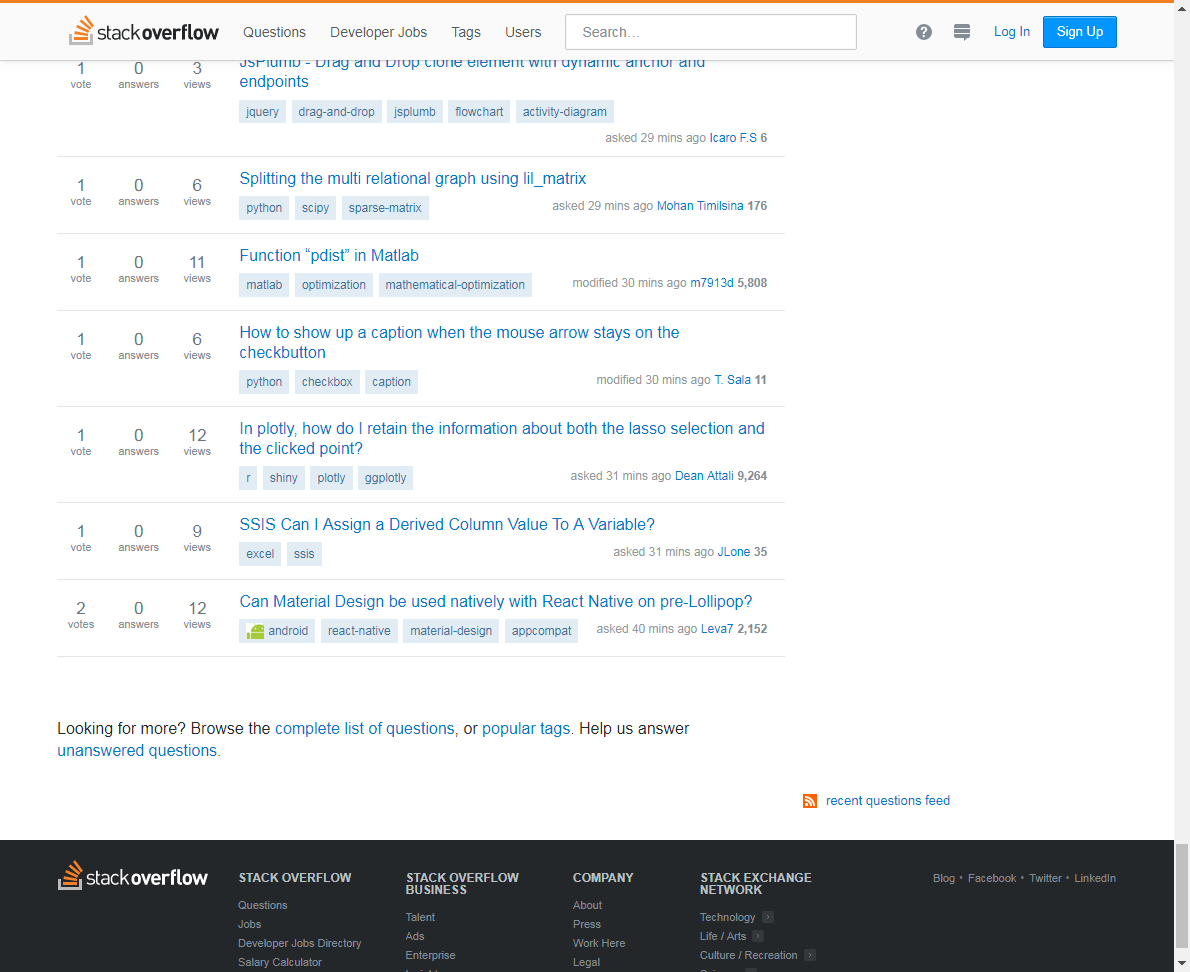 stack overflow Questions Developer Jobs Tags Users Search... ? Log In Sign Up
1 0 3 JsPlumb - Drag and Drop clone element with dynamic anchor and
vote answers views endpoints
jquery drag-and-drop jsplumb flowchart activity-diagram
asked 29 mins ago Icaro F.S 6
1 0 6 Splitting the multi relational graph using lil_matrix
vote answers views python scipy sparse-matrix asked 29 mins ago Mohan Timilsina 176
1 0 11 Function “pdist” in Matlab
vote answers views matlab optimization mathematical-optimization modified 30 mins ago m7913d 5,808
1 0 6 How to show up a caption when the mouse arrow stays on the
vote answers views checkbutton
python checkbox caption modified 30 mins ago T. Sala 11
1 0 12 In plotly, how do I retain the information about both the lasso selection and
vote answers views the clicked point?
r shiny plotly ggplotly asked 31 mins ago Dean Attali 9,264
1 0 9 SSIS Can I Assign a Derived Column Value To A Variable?
vote answers views excel ssis asked 31 mins ago JLone 35
2 0 12 Can Material Design be used natively with React Native on pre-Lollipop?
votes answers views android react-native material-design appcompat asked 40 mins ago Leva7 2,152
Looking for more? Browse the complete list of questions, or popular tags. Help us answer
unanswered questions.
recent questions feed
stack overflow
STACK OVERFLOW
Questions
Jobs
Developer Jobs Directory
Salary Calculator
STACK OVERFLOW
BUSINESS
Talent
Ads
Enterprise
COMPANY
About
Press
Work Here
Legal
STACK EXCHANGE
NETWORK
Technology
Life / Arts
Culture / Recreation
Blog • Facebook • Twitter • LinkedIn